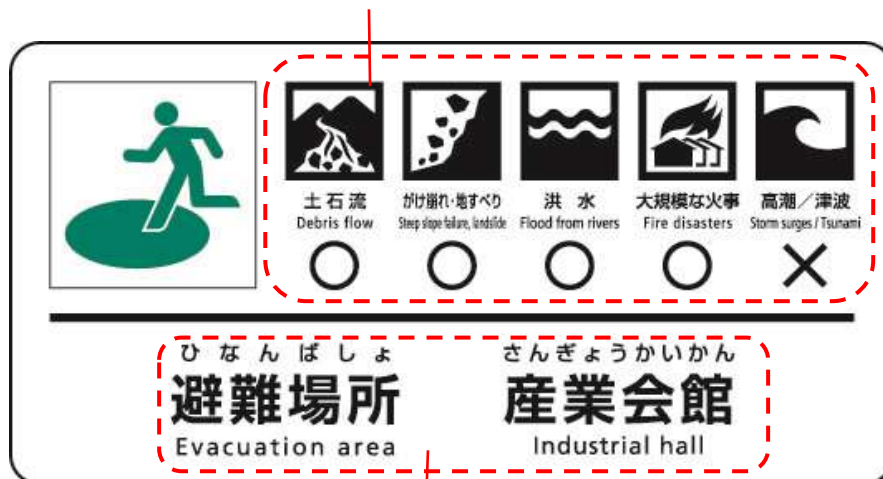 土石流
Debris flow
がけ崩れ・地すべり
Steep slope failure, landslide
洪水
Flood from rivers
大規模な火事
Fire disasters
高潮／津波
Storm surges / Tsunami
○ ○ ○ ○ ×
ひなんばしょ
避難場所
Evacuation area
さんぎょうかいかん
産業会館
Industrial hall